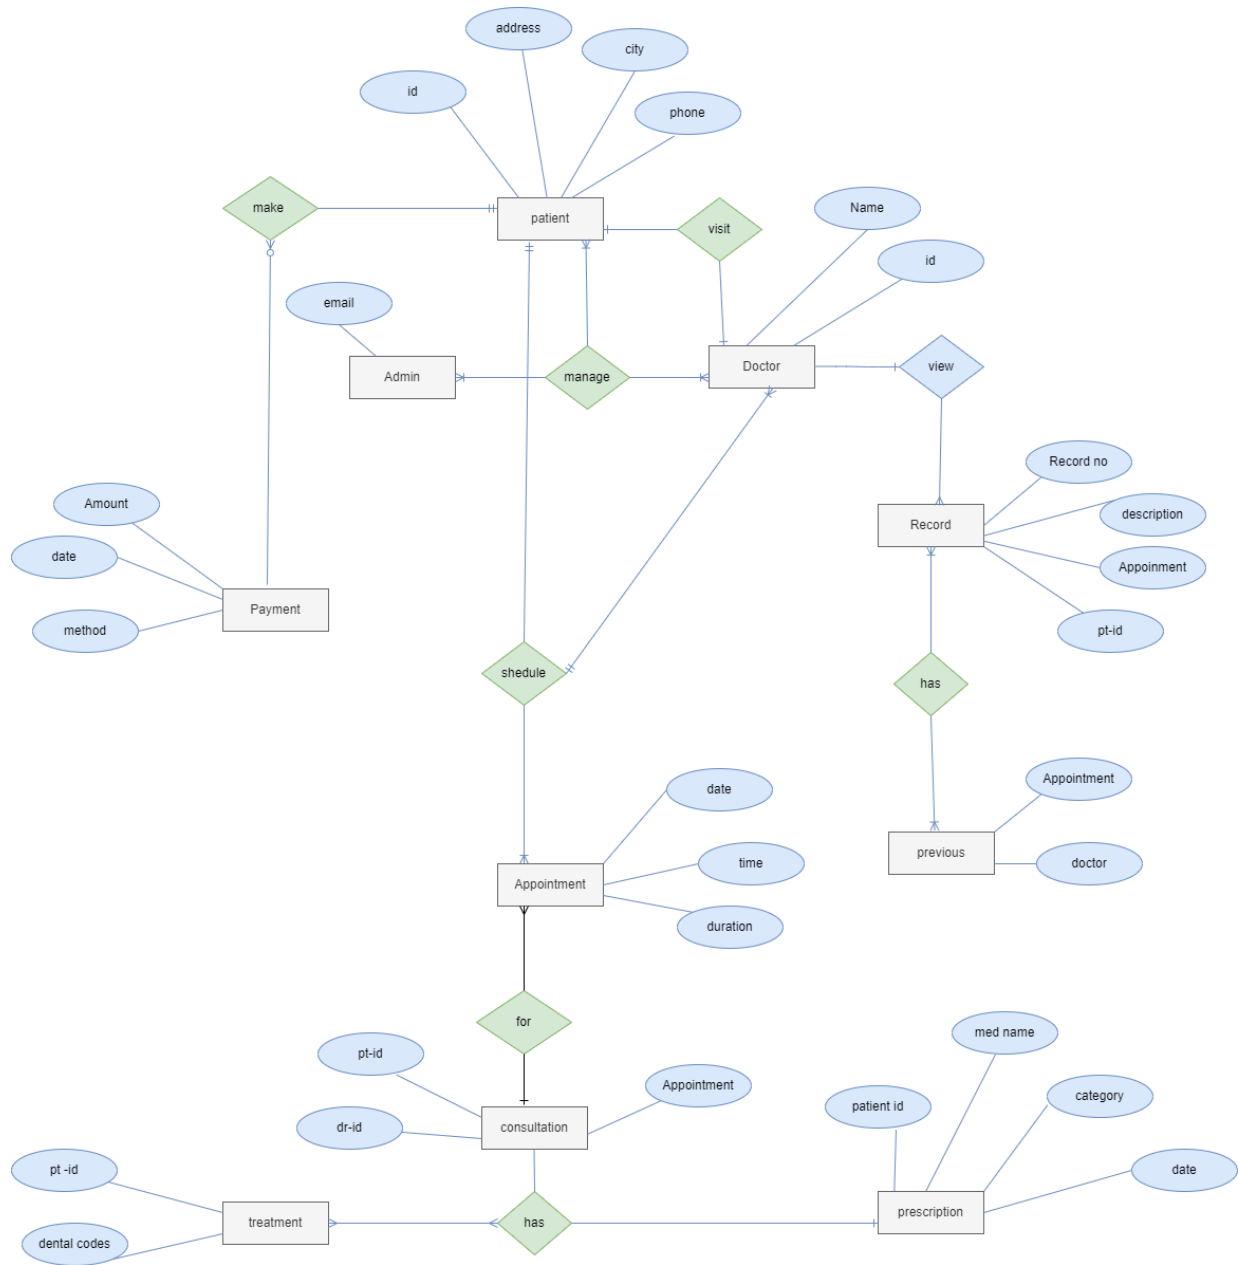 address
city
id
phone
make
patient
visit
Name
id
email
Admin
manage
Doctor
view
Record no
Amount
description
Record
date
Appoinment
Payment
method
pt-id
shedule
has
Appointment
date
previous
time
doctor
Appointment
duration
for
med name
pt-id
Appointment
category
patient id
dr-id
consultation
pt -id
date
treatment
has
prescription
dental codes